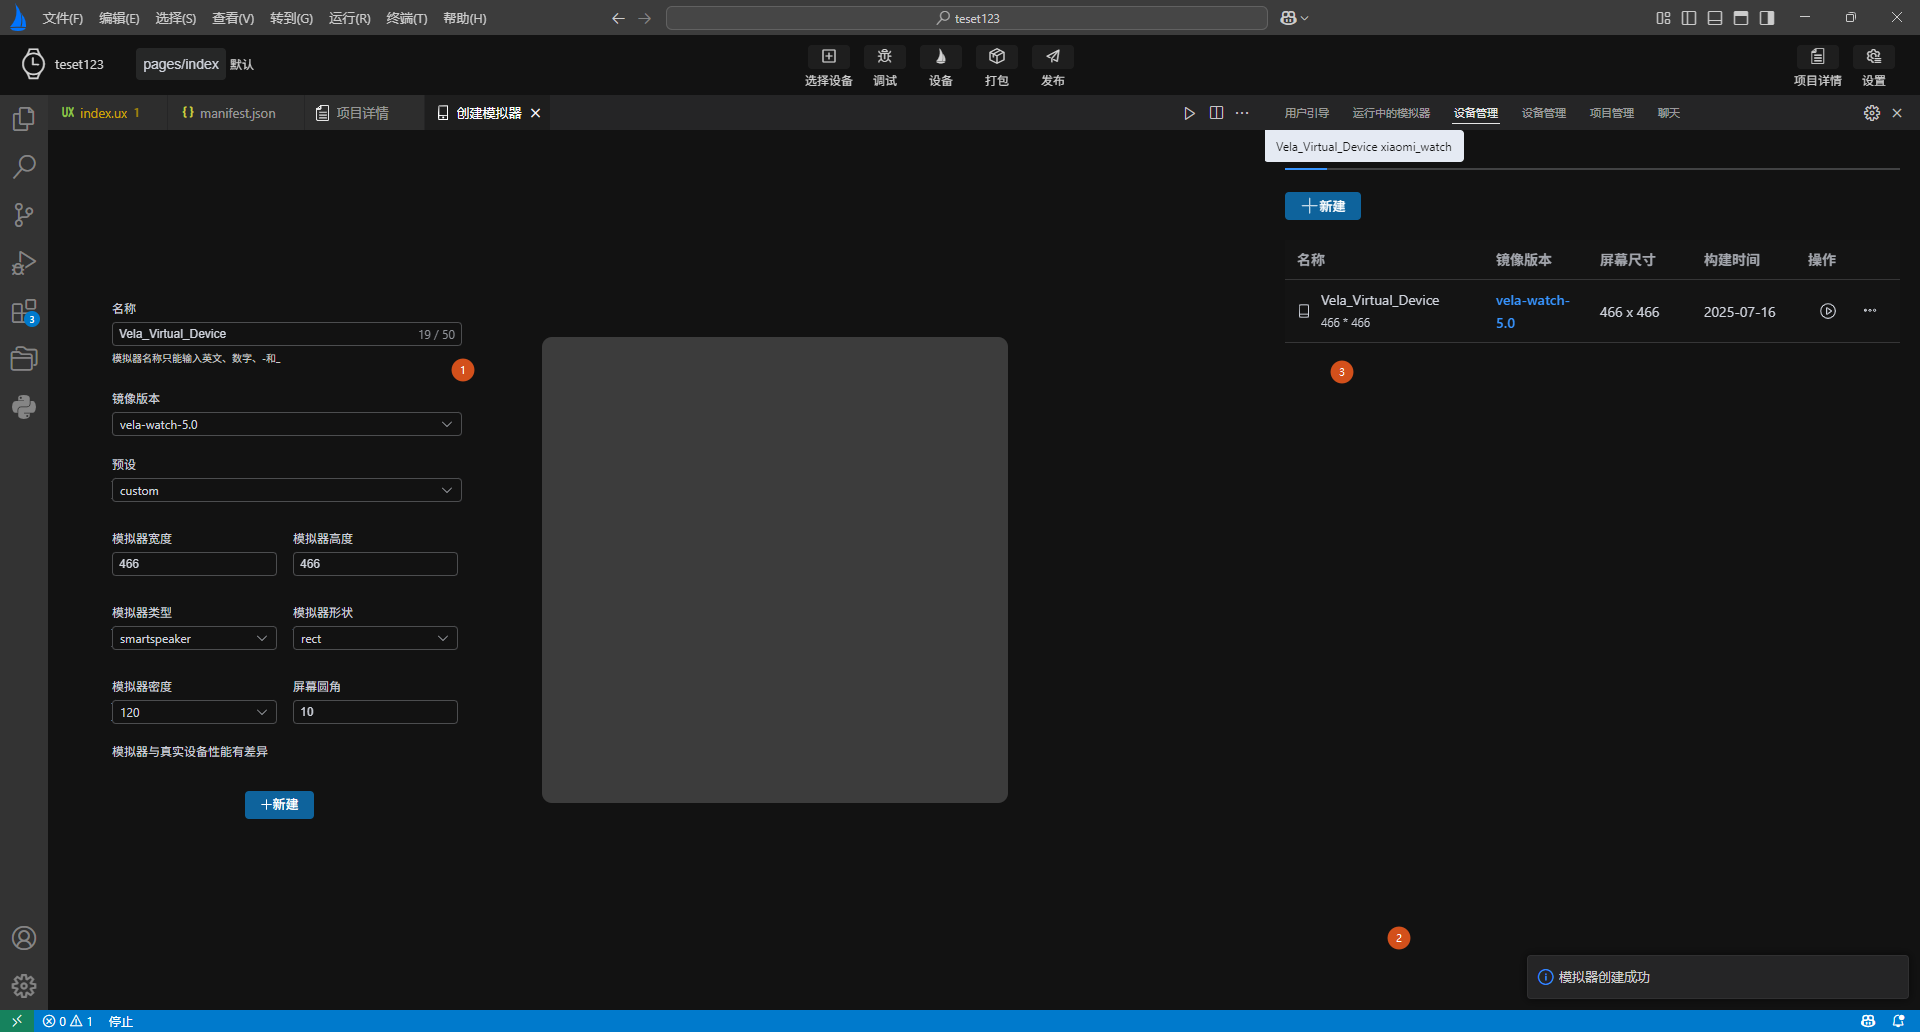 文件(F) 编辑(E) 选择(S) 查看(V) 转到(G) 运行(R) 终端(T) 帮助(H)
teset123
teset123
pages/index 默认
选择设备 调试 设备 打包 发布
项目详情 设置
UX index.ux 1
{} manifest.json
项目详情
创建模拟器
用户引导 运行中的模拟器 设备管理 设备管理 项目管理 聊天
Vela_Virtual_Device xiaomi_watch
新建
名称 镜像版本 屏幕尺寸 构建时间 操作
Vela_Virtual_Device
466 * 466
vela-watch-
5.0
466 x 466
2025-07-16
3
名称
Vela_Virtual_Device 19 / 50
模拟器名称只能输入英文、数字、-和_
1
镜像版本
vela-watch-5.0
预设
custom
模拟器宽度 模拟器高度
466 466
模拟器类型 模拟器形状
smartspeaker rect
模拟器密度 屏幕圆角
120 10
模拟器与真实设备性能有差异
新建
3
2
模拟器创建成功
0 1 停止